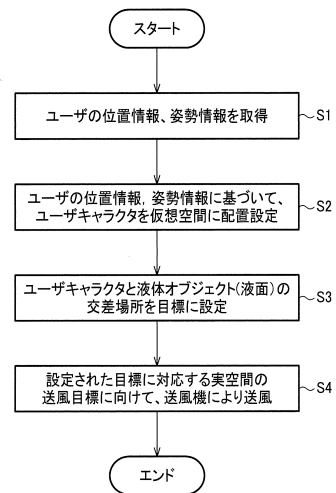 スタート
ユーザの位置情報、姿勢情報を取得
S1
ユーザの位置情報, 姿勢情報に基づいて、
ユーザキャラクタを仮想空間に配置設定
S2
ユーザキャラクタと液体オブジェクト(液面)の
交差場所を目標に設定
S3
設定された目標に対応する実空間の
送風目標に向けて、送風機により送風
S4
エンド